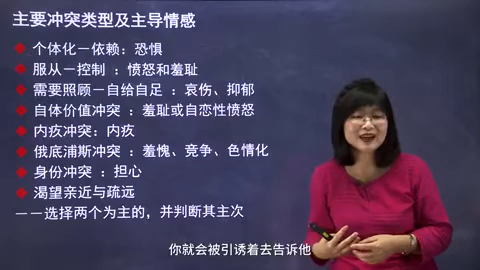 主要冲突类型及主导情感
个体化－依赖：恐惧
服从－控制 ：愤怒和羞耻
需要照顾－自给自足 ：哀伤、抑郁
自体价值冲突 ：羞耻或自恋性愤怒
内疚冲突：内疚
俄底浦斯冲突 ：羞愧、竞争、色情化
身份冲突 ：担心
渴望亲近与疏远
－－选择两个为主的，并判断其主次
你就会被引诱着去告诉他